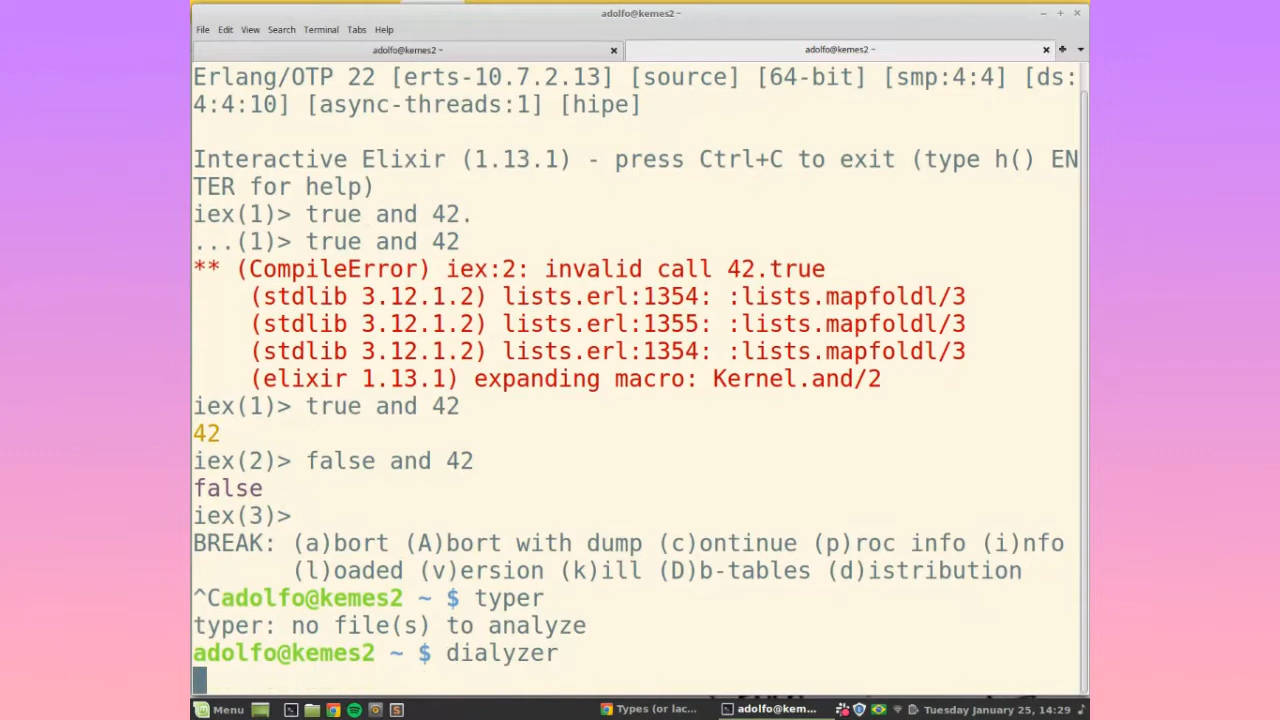 adolfo@kemes2 ~
File Edit View Search Terminal Tabs Help
adolfo@kemes2 ~
adolfo@kemes2 ~
Erlang/OTP 22 [erts-10.7.2.13] [source] [64-bit] [smp:4:4] [ds:
4:4:10] [async-threads:1] [hipe]
Interactive Elixir (1.13.1) - press Ctrl+C to exit (type h() EN
TER for help)
iex(1)> true and 42.
...(1)> true and 42
** (CompileError) iex:2: invalid call 42.true
(stdlib 3.12.1.2) lists.erl:1354: :lists.mapfoldl/3
(stdlib 3.12.1.2) lists.erl:1355: :lists.mapfoldl/3
(stdlib 3.12.1.2) lists.erl:1354: :lists.mapfoldl/3
(elixir 1.13.1) expanding macro: Kernel.and/2
iex(1)> true and 42
42
iex(2)> false and 42
false
iex(3)>
BREAK: (a)bort (A)bort with dump (c)ontinue (p)roc info (i)nfo
(l)oaded (v)ersion (k)ill (D)b-tables (d)istribution
^Cadolfo@kemes2 ~ $ typer
typer: no file(s) to analyze
adolfo@kemes2 ~ $ dialyzer
Menu Types (or lac... adolfo@kem... Tuesday January 25, 14:29